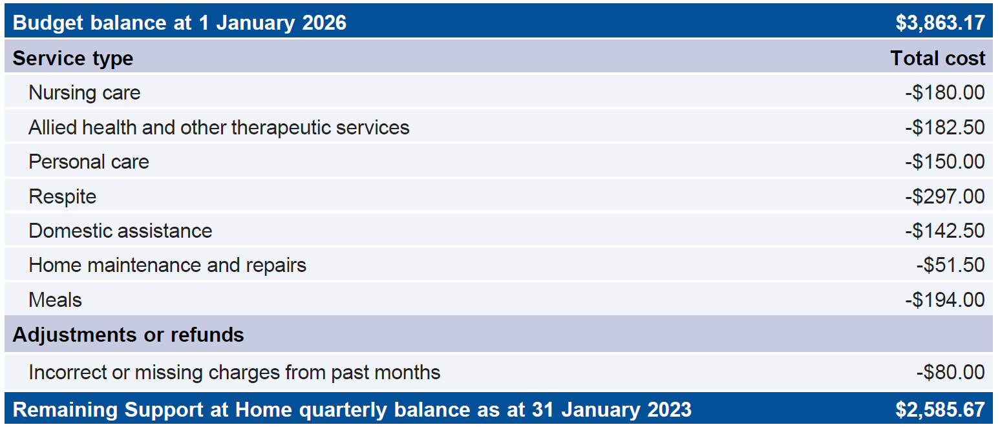 Budget balance at 1 January 2026 $3,863.17
Service type Total cost
Nursing care -$180.00
Allied health and other therapeutic services -$182.50
Personal care -$150.00
Respite -$297.00
Domestic assistance -$142.50
Home maintenance and repairs -$51.50
Meals -$194.00
Adjustments or refunds
Incorrect or missing charges from past months -$80.00
Remaining Support at Home quarterly balance as at 31 January 2023 $2,585.67